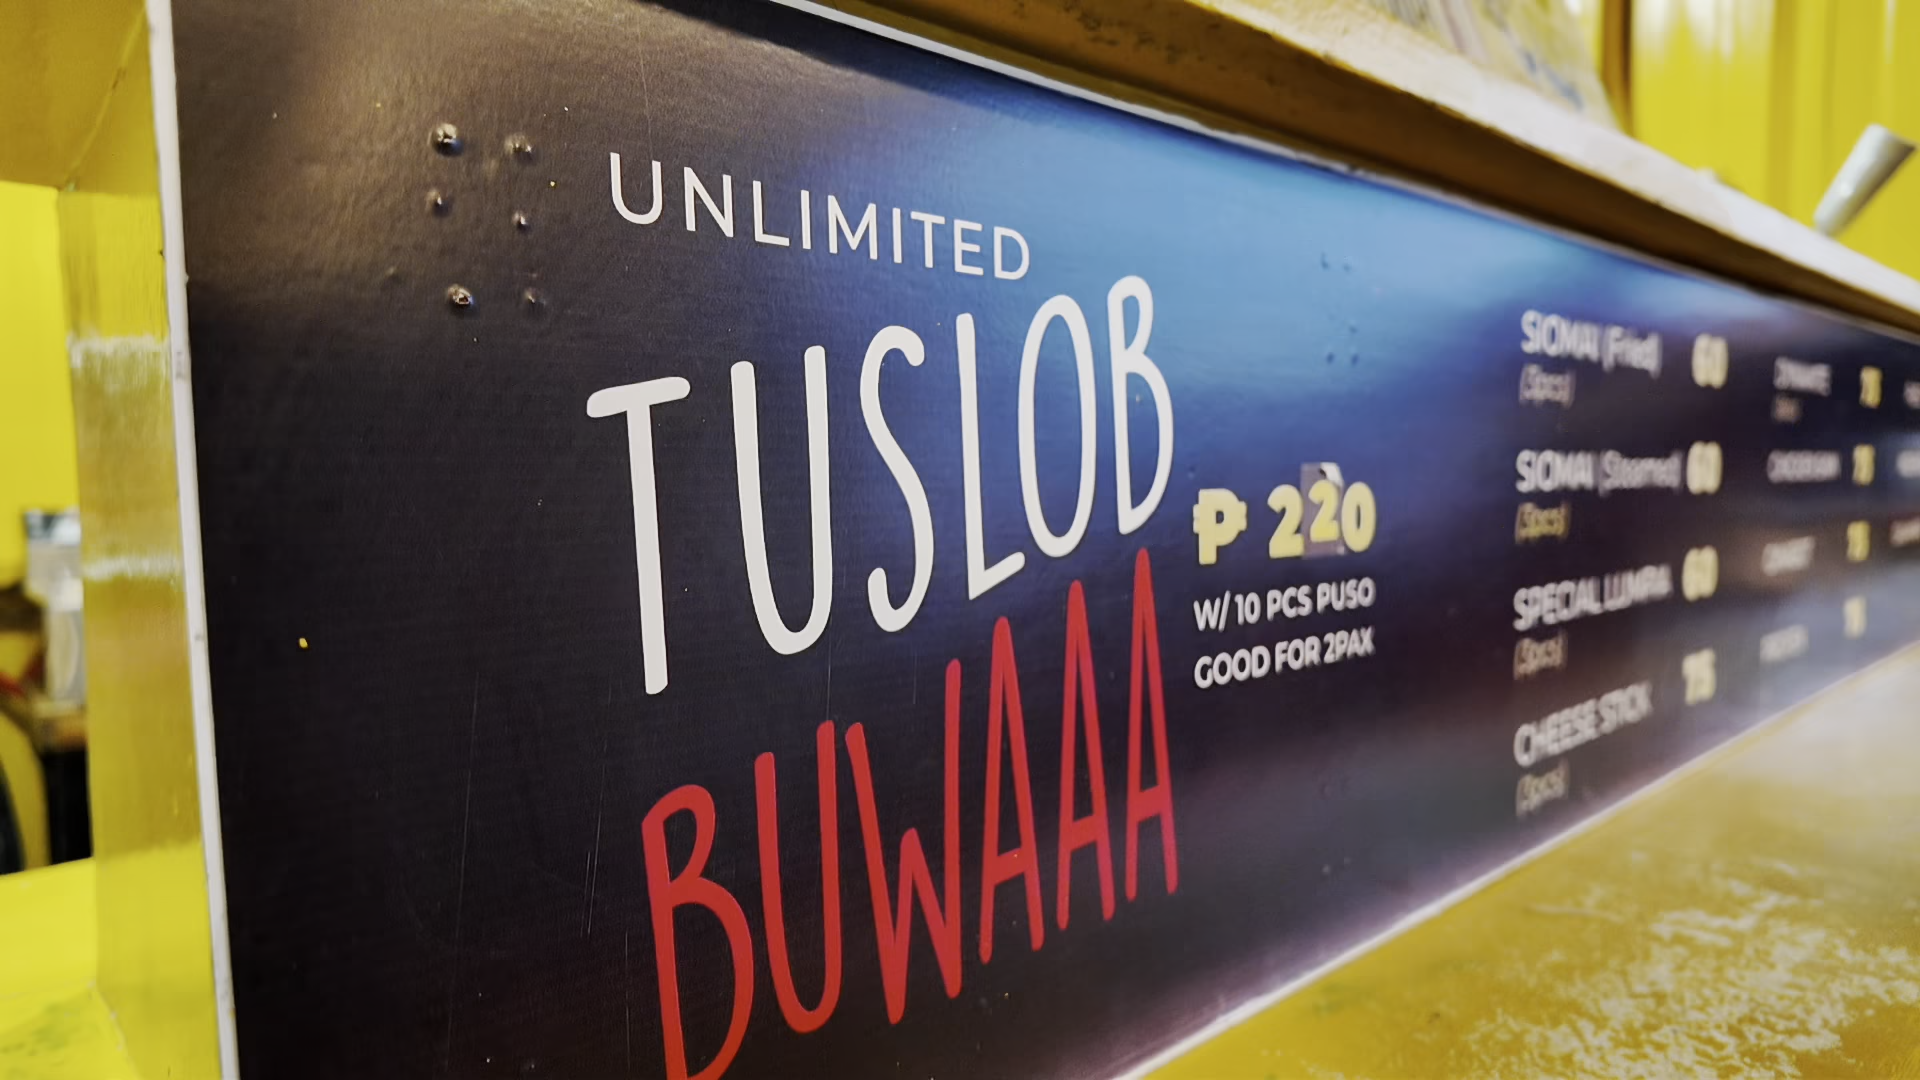 UNLIMITED
TUSLOB
BUWAAA
₱ 220
W/ 10 PCS PUSO
GOOD FOR 2PAX
SIOMAI (Fried) 60
(3pcs)
SIOMAI (Steamed) 60
(3pcs)
SPECIAL LUMPIA 60
(3pcs)
CHEESE STICK 75